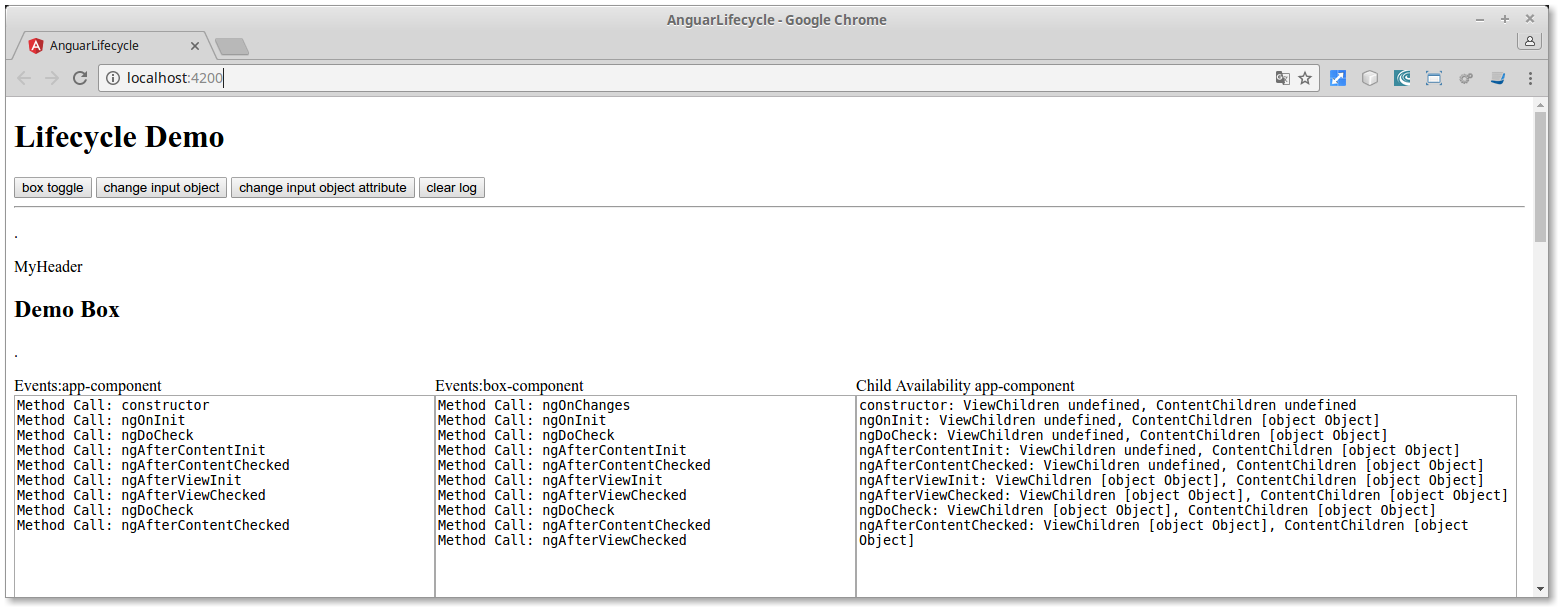 AnguarLifecycle - Google Chrome
AnguarLifecycle
localhost:4200
Lifecycle Demo
box toggle change input object change input object attribute clear log
.
MyHeader
Demo Box
.
Events:app-component
Method Call: constructor
Method Call: ngOnInit
Method Call: ngDoCheck
Method Call: ngAfterContentInit
Method Call: ngAfterContentChecked
Method Call: ngAfterViewInit
Method Call: ngAfterViewChecked
Method Call: ngDoCheck
Method Call: ngAfterContentChecked
Events:box-component
Method Call: ngOnChanges
Method Call: ngOnInit
Method Call: ngDoCheck
Method Call: ngAfterContentInit
Method Call: ngAfterContentChecked
Method Call: ngAfterViewInit
Method Call: ngAfterViewChecked
Method Call: ngDoCheck
Method Call: ngAfterContentChecked
Method Call: ngAfterViewChecked
Child Availability app-component
constructor: ViewChildren undefined, ContentChildren undefined
ngOnInit: ViewChildren undefined, ContentChildren [object Object]
ngDoCheck: ViewChildren undefined, ContentChildren [object Object]
ngAfterContentInit: ViewChildren undefined, ContentChildren [object Object]
ngAfterContentChecked: ViewChildren undefined, ContentChildren [object Object]
ngAfterViewInit: ViewChildren [object Object], ContentChildren [object Object]
ngAfterViewChecked: ViewChildren [object Object], ContentChildren [object Object]
ngDoCheck: ViewChildren [object Object], ContentChildren [object Object]
ngAfterContentChecked: ViewChildren [object Object], ContentChildren [object
Object]